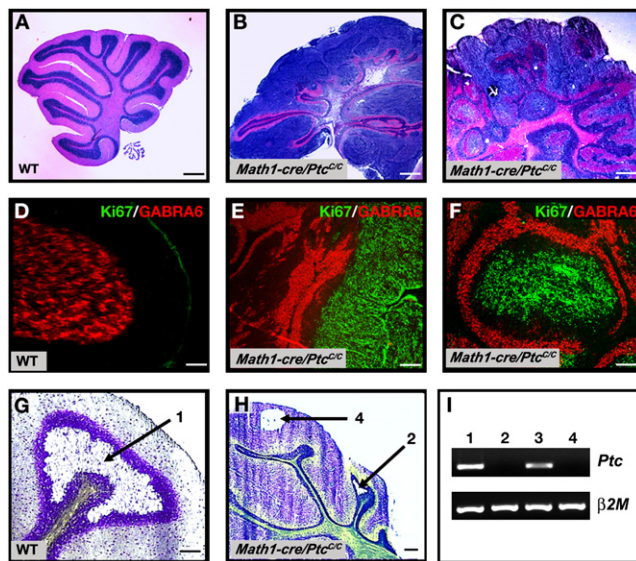 A
WT
B
Math1-cre/Ptc^C/C
C
Math1-cre/Ptc^C/C
D
Ki67/GABRA6
WT
E
Ki67/GABRA6
Math1-cre/Ptc^C/C
F
Ki67/GABRA6
Math1-cre/Ptc^C/C
G
1
WT
H
4
2
Math1-cre/Ptc^C/C
I
1 2 3 4
Ptc
β2M